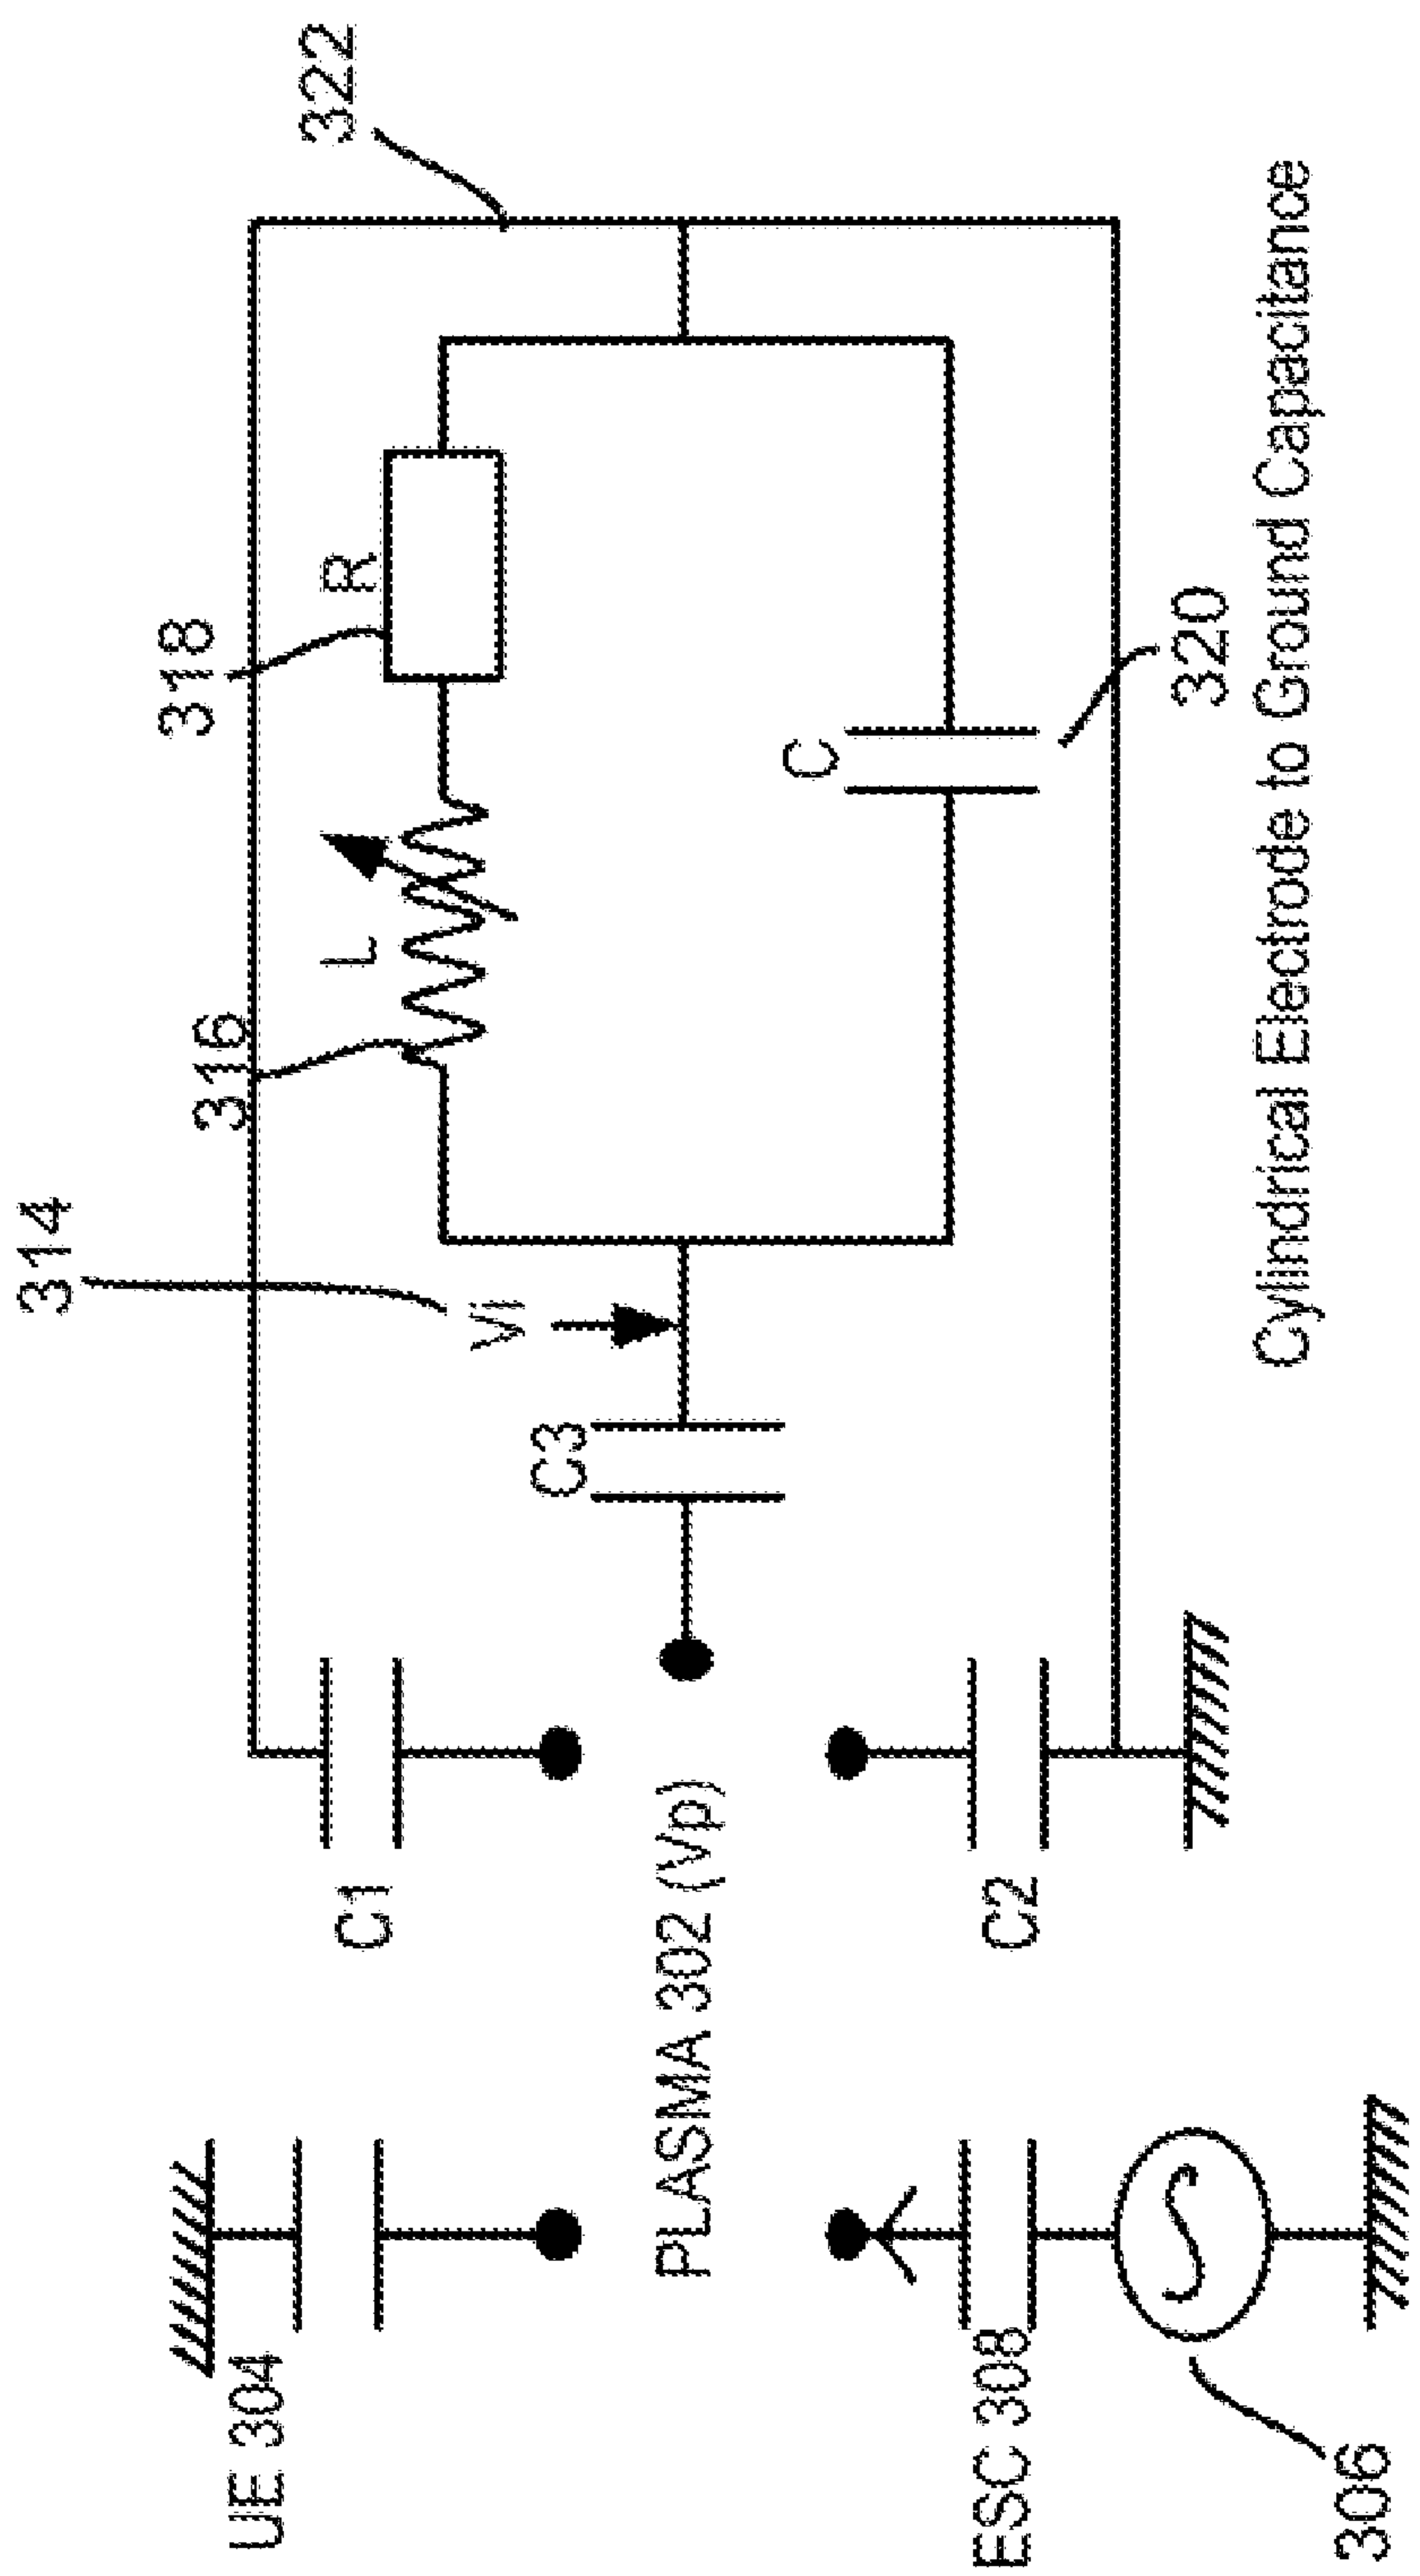 314
322
318
316
R
L
Vi
C3
C
UE 304
C1
PLASMA 302 (Vp)
ESC 308
C2
306
320
Cylindrical Electrode to Ground Capacitance